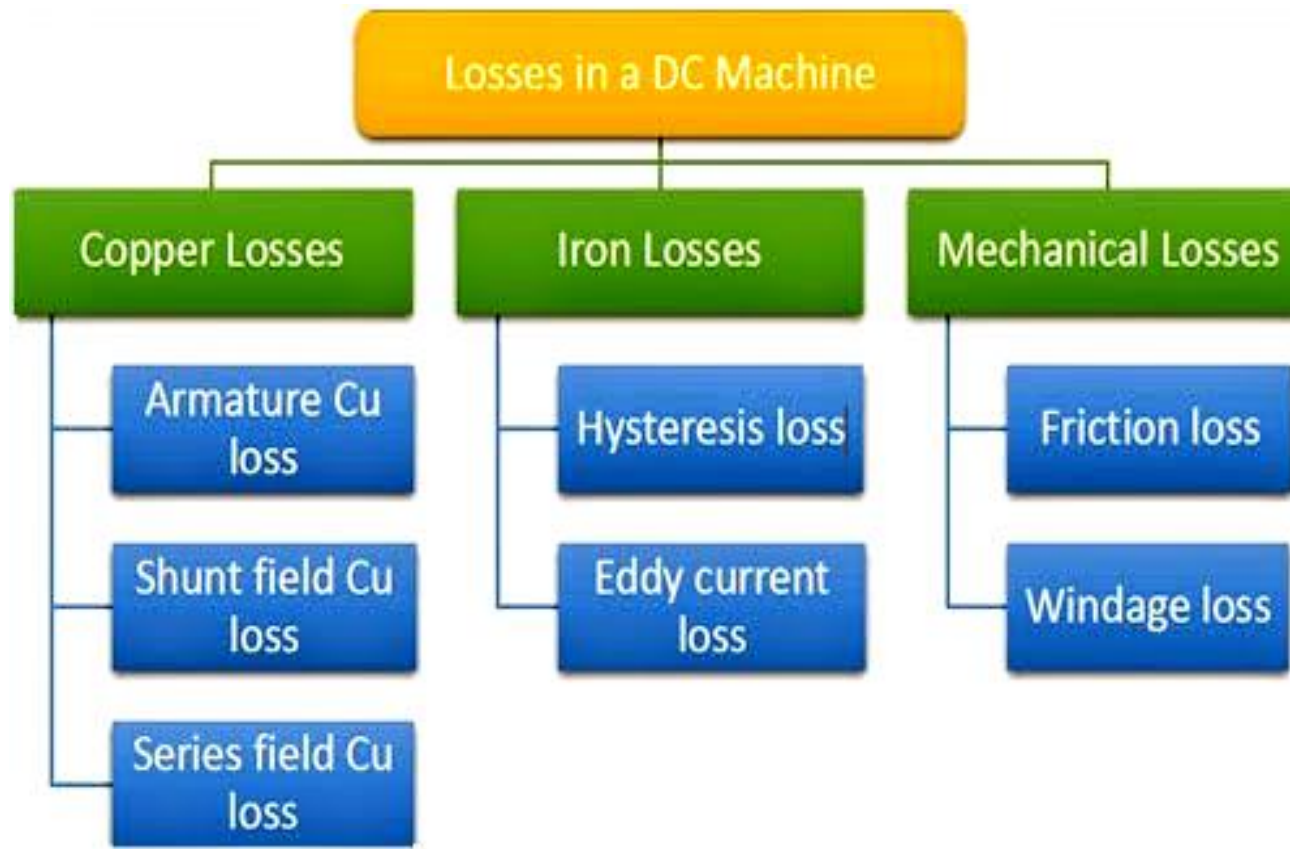 Losses in a DC Machine
Copper Losses
Armature Cu
loss
Shunt field Cu
loss
Series field Cu
loss
Iron Losses
Hysteresis loss
Eddy current
loss
Mechanical Losses
Friction loss
Windage loss